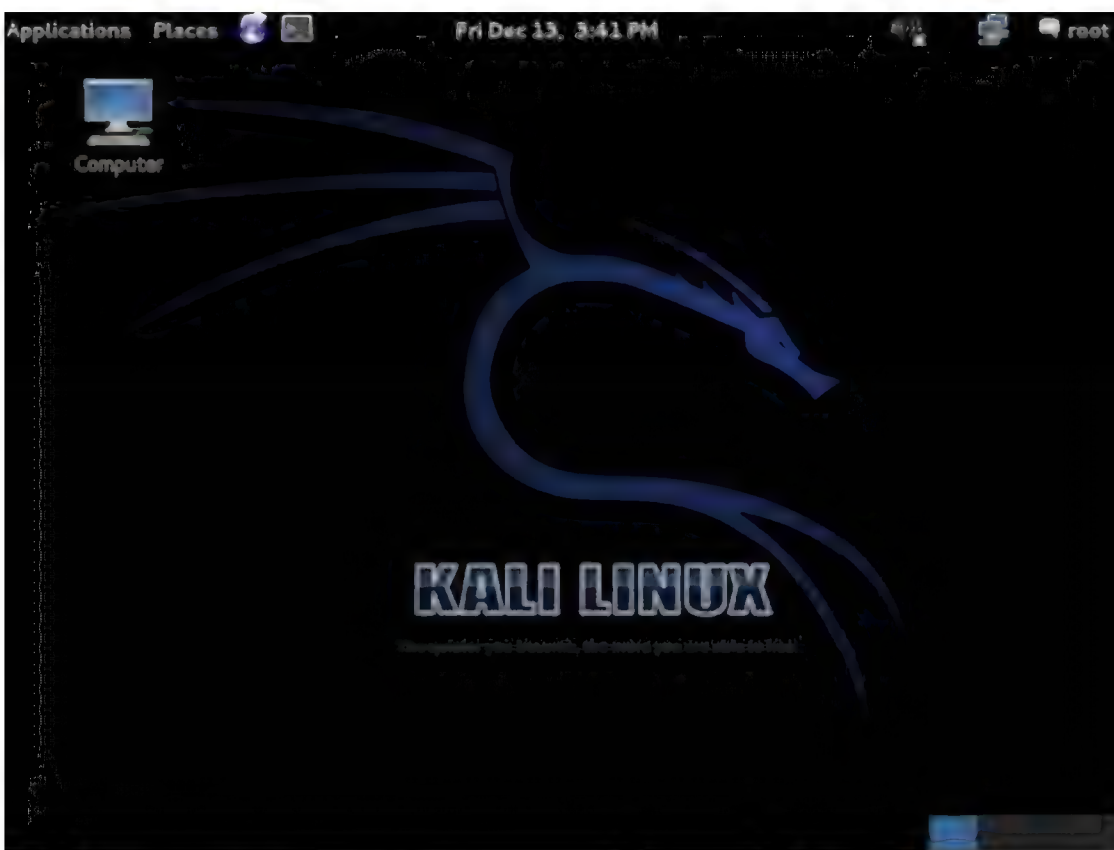 Applications Places Fri Dec 13, 3:41 PM root
Computer
KALI LINUX